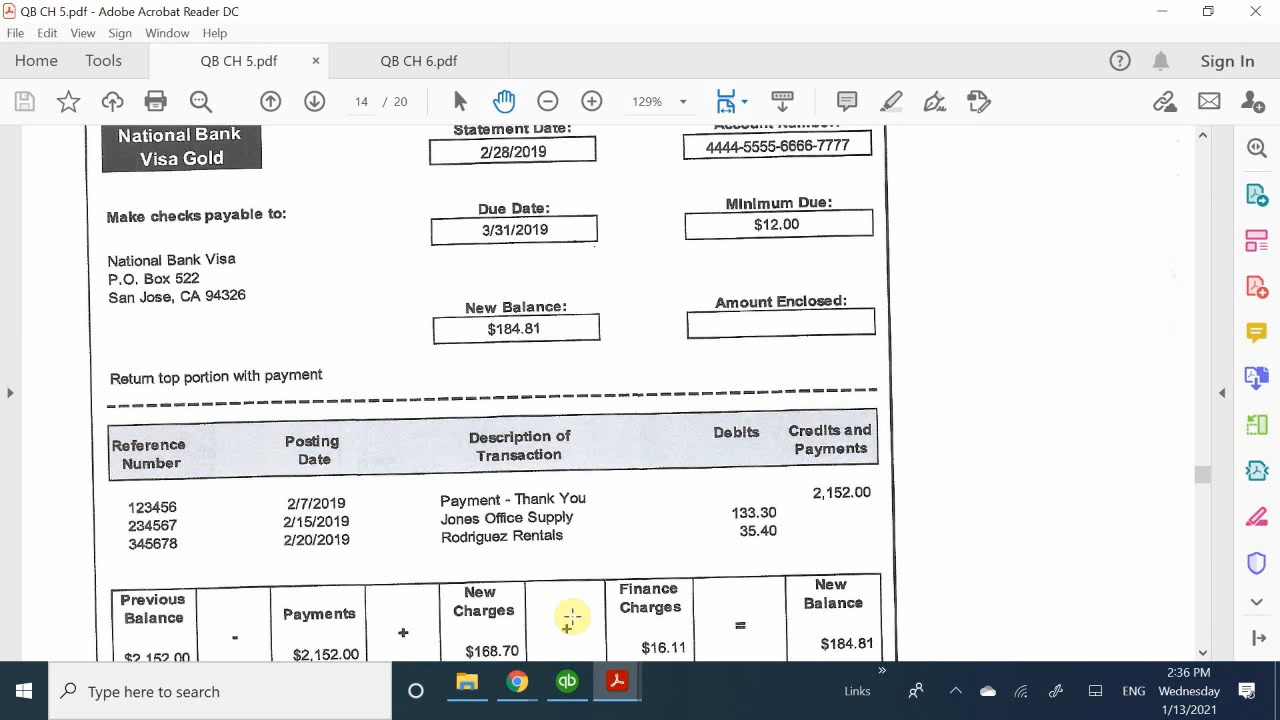 QB CH 5.pdf - Adobe Acrobat Reader DC
File Edit View Sign Window Help
Home Tools QB CH 5.pdf × QB CH 6.pdf ? Sign In
14 / 20 129%
National Bank
Visa Gold
Statement Date:
2/28/2019
Account Number:
4444-5555-6666-7777
Make checks payable to:
Due Date:
3/31/2019
Minimum Due:
$12.00
National Bank Visa
P.O. Box 522
San Jose, CA 94326
New Balance:
$184.81
Amount Enclosed:
Return top portion with payment
Reference Number Posting Date Description of Transaction Debits Credits and Payments
123456 2/7/2019 Payment - Thank You 2,152.00
234567 2/15/2019 Jones Office Supply 133.30
345678 2/20/2019 Rodriguez Rentals 35.40
Previous Balance - Payments + New Charges + Finance Charges = New Balance
$2,152.00 $2,152.00 $168.70 $16.11 $184.81
Type here to search
qb
Links
ENG
2:36 PM
Wednesday
1/13/2021